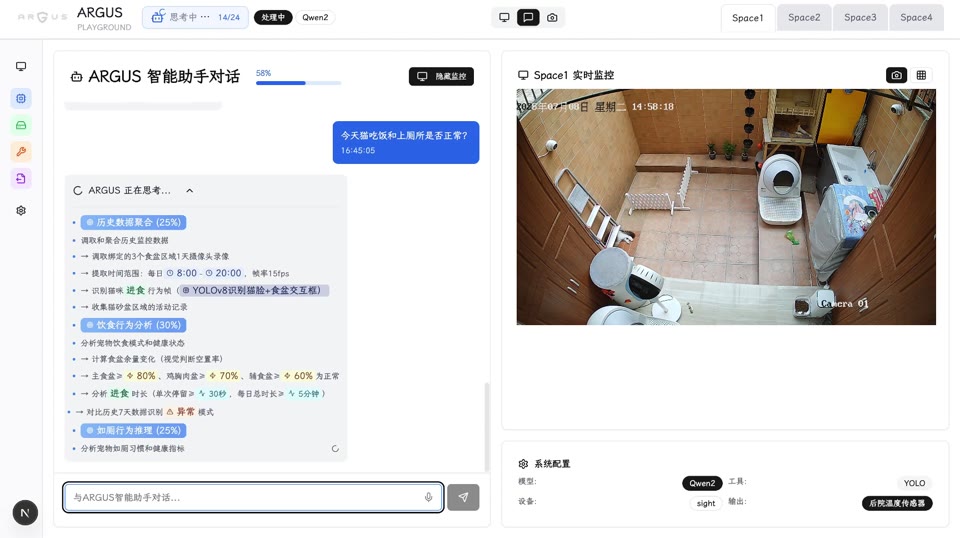 ARGUS
ARGUS
PLAYGROUND
思考中 ··· 14/24
处理中
Qwen2
Space1
Space2
Space3
Space4
ARGUS 智能助手对话
58%
隐藏监控
今天猫吃饭和上厕所是否正常？
16:45:05
ARGUS 正在思考...
历史数据聚合 (25%)
调取和聚合历史监控数据
→ 调取绑定的3个食盆区域1天摄像头录像
→ 提取时间范围：每日 8:00 - 20:00 ，帧率15fps
→ 识别猫咪 进食 行为帧（ YOLOv8识别猫脸+食盆交互框）
→ 收集猫砂盆区域的活动记录
饮食行为分析 (30%)
分析宠物饮食模式和健康状态
→ 计算食盆余量变化（视觉判断空置率）
→ 主食盆≥ 80% 、鸡胸肉盆≥ 70% 、辅食盆≥ 60% 为正常
→ 分析 进食 时长（单次停留≥ 30秒 ，每日总时长≥ 5分钟 ）
→ 对比历史7天数据识别 异常 模式
如厕行为推理 (25%)
分析宠物如厕习惯和健康指标
与ARGUS智能助手对话...
N
Space1 实时监控
2025年07月08日 星期二 14:58:18
Camera 01
系统配置
模型:
Qwen2
工具:
YOLO
设备:
sight
输出:
后院温度传感器